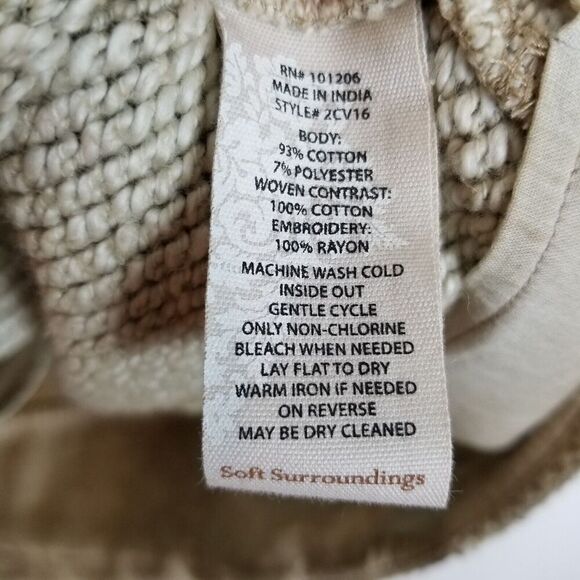 RN# 101206
MADE IN INDIA
STYLE# 2CV16
BODY:
93% COTTON
7% POLYESTER
WOVEN CONTRAST:
100% COTTON
EMBROIDERY:
100% RAYON
MACHINE WASH COLD
INSIDE OUT
GENTLE CYCLE
ONLY NON-CHLORINE
BLEACH WHEN NEEDED
LAY FLAT TO DRY
WARM IRON IF NEEDED
ON REVERSE
MAY BE DRY CLEANED
Soft Surroundings